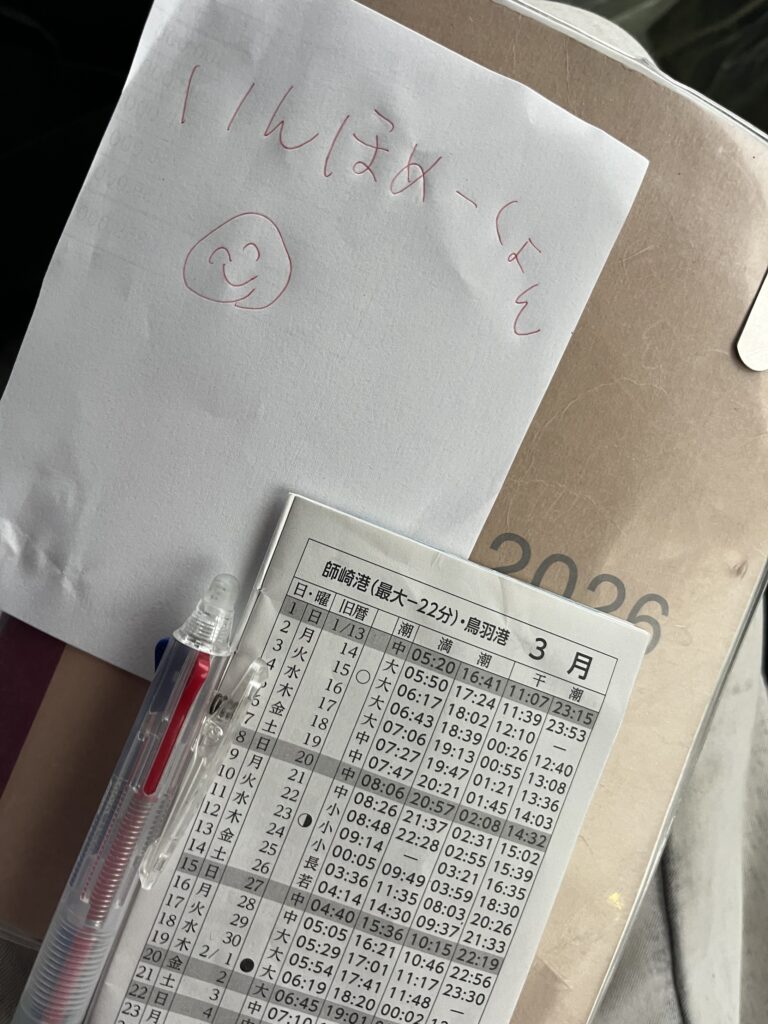 いんほめーしょん
2026
師崎港(最大-22分)・鳥羽港 3月
日・曜 旧暦 潮 満潮 干潮
1 日 1/13 中 05:20 16:41 11:07 23:15
2 月 14 大 05:50 17:24 11:39 23:53
3 火 15 ○ 大 06:17 18:02 12:10 —
4 水 16 大 06:43 18:39 00:26 12:40
5 木 17 大 07:06 19:13 00:55 13:08
金 18 中 07:27 19:47 01:21 13:36
7 土 19 中 07:47 20:21 01:45 14:03
8 日 20 中 08:06 20:57 02:08 14:32
9 月 21 中 08:26 21:37 02:31 15:02
10 火 22 小 08:48 22:28 02:55 15:39
11 水 23 ◑ 小 09:14 — 03:21 16:35
12 木 24 小 00:05 09:49 03:59 18:30
13 金 25 長 03:36 11:35 08:03 20:26
14 土 26 若 04:14 14:30 09:37 21:33
15 日 27 中 04:40 15:36 10:15 22:19
16 月 28 大 05:05 16:21 10:46 22:56
17 火 29 大 05:29 17:01 11:17 23:30
18 水 30 大 05:54 17:41 11:48 —
19 木 2/1 ● 大 06:19 18:20 00:02
20 金 2 大 06:45 19:01
21 土 3 中 07:10
22 日 4
23 月